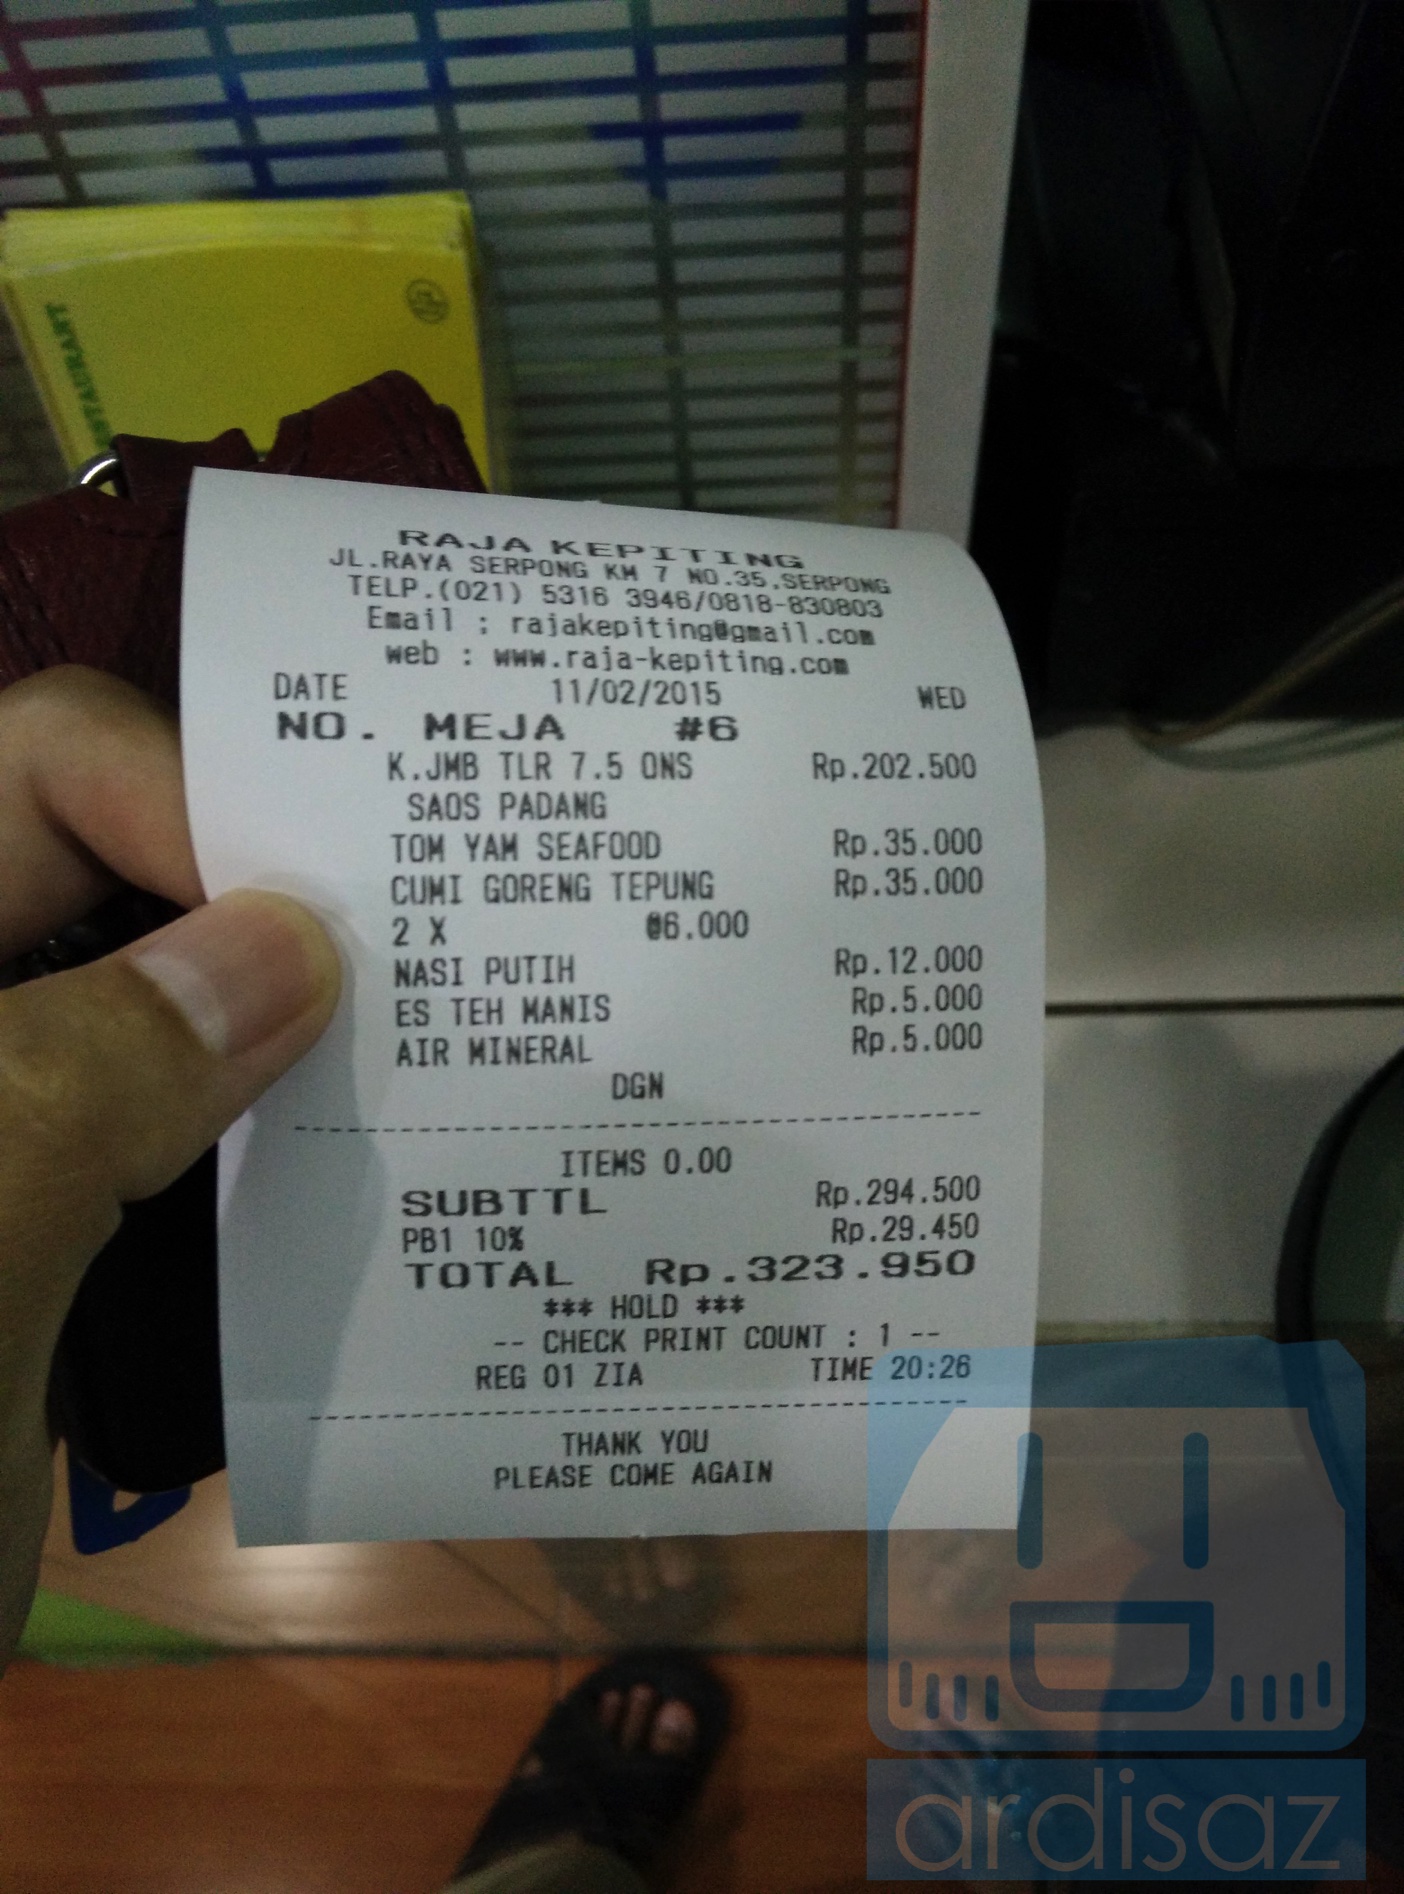 RAJA KEPITING
JL.RAYA SERPONG KM 7 NO.35.SERPONG
TELP.(021) 5316 3946/0818-830803
Email ; rajakepiting@gmail.com
web : www.raja-kepiting.com
DATE 11/02/2015 WED
NO. MEJA #6
K.JMB TLR 7.5 ONS Rp.202.500
SAOS PADANG
TOM YAM SEAFOOD Rp.35.000
CUMI GORENG TEPUNG Rp.35.000
2 X @6.000
NASI PUTIH Rp.12.000
ES TEH MANIS Rp.5.000
AIR MINERAL Rp.5.000
DGN
ITEMS 0.00
SUBTTL Rp.294.500
PB1 10% Rp.29.450
TOTAL Rp.323.950
*** HOLD ***
-- CHECK PRINT COUNT : 1 --
REG 01 ZIA TIME 20:26
THANK YOU
PLEASE COME AGAIN
ardisaz